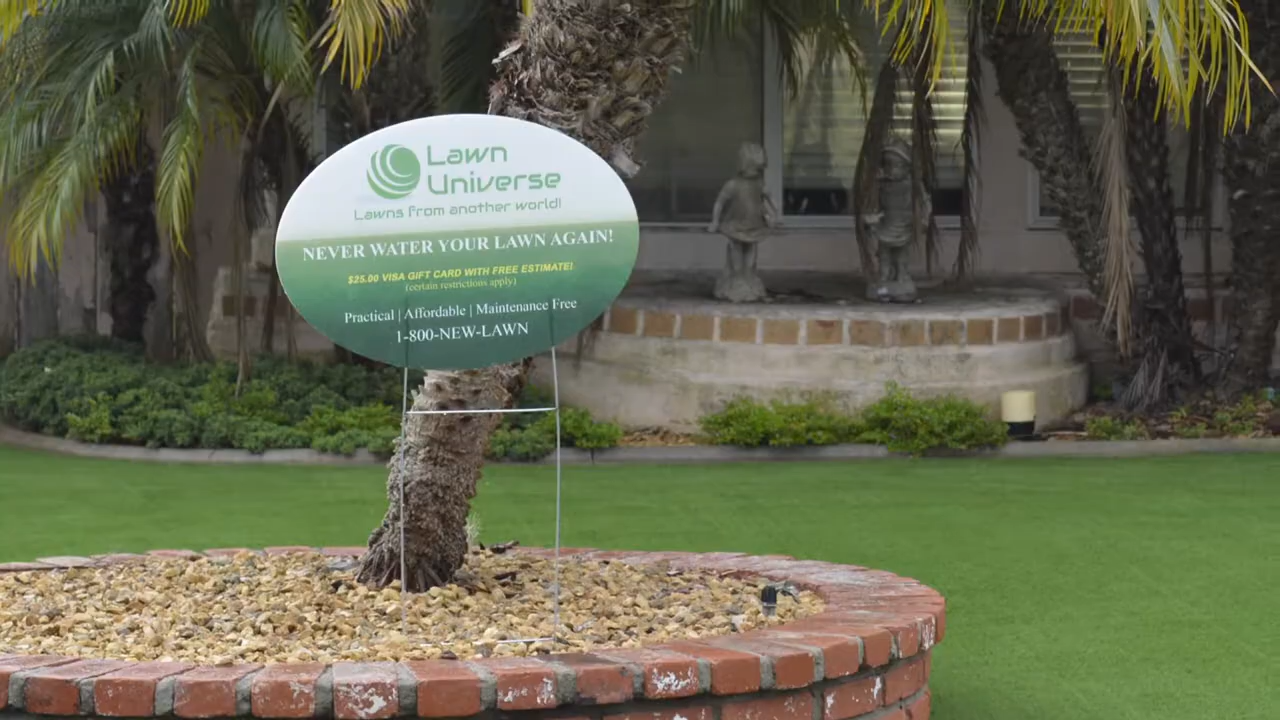 Lawn
Universe
Lawns from another world!
NEVER WATER YOUR LAWN AGAIN!
$25.00 VISA GIFT CARD WITH FREE ESTIMATE!
(certain restrictions apply)
Practical | Affordable | Maintenance Free
1-800-NEW-LAWN